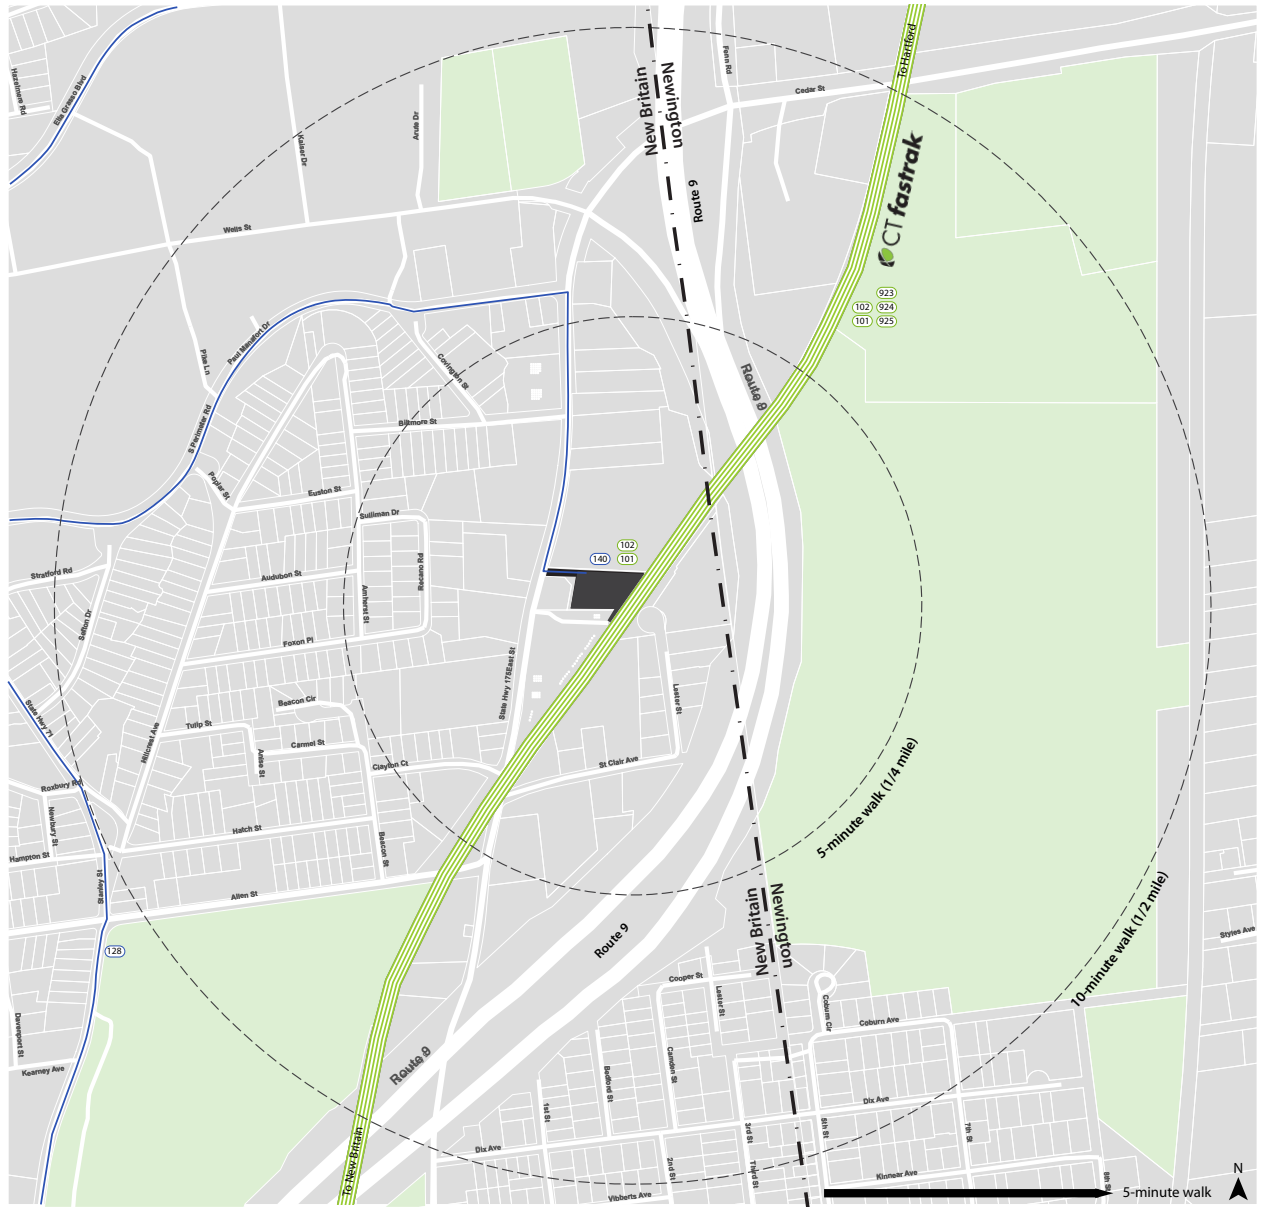 To Hartford
Fenn Rd
New Britain
Newington
Cedar St
Hazelmere Rd
Ella Grasso Blvd
Kaiser Dr
Arute Dr
Route 9
CTfastrak
Wells St
923
102 924
101 925
Paul Manafort Dr
Pike Ln
Covington St
Route 9
S Perimeter Rd
Biltmore St
Poplar St
Euston St
Sulliman Dr
102
140 101
Stratford Rd
Audubon St
Recano Rd
Amherst St
Sefton Dr
Foxon Pl
State Hwy 175East St
Lester St
State Hwy 71
Beacon Cir
Tulip St
Hillcrest Ave
Anise St
Carmel St
Clayton Ct
St Clair Ave
5-minute walk (1/4 mile)
Roxbury Rd
Newbury St
Hatch St
Beacon St
Hampton St
Stanley St
Allen St
New Britain
Newington
10-minute walk (1/2 mile)
Styles Ave
128
Route 9
Cooper St
Lester St
Coburn Cir
Coburn Ave
Davenport St
Kearney Ave
Route 9
Camden St
Bedford St
1st St
Dix Ave
3rd St
5th St
7th St
Dix Ave
To New Britain
2nd St
Third St
Kinnear Ave
8th St
Vibberts Ave
5-minute walk
N